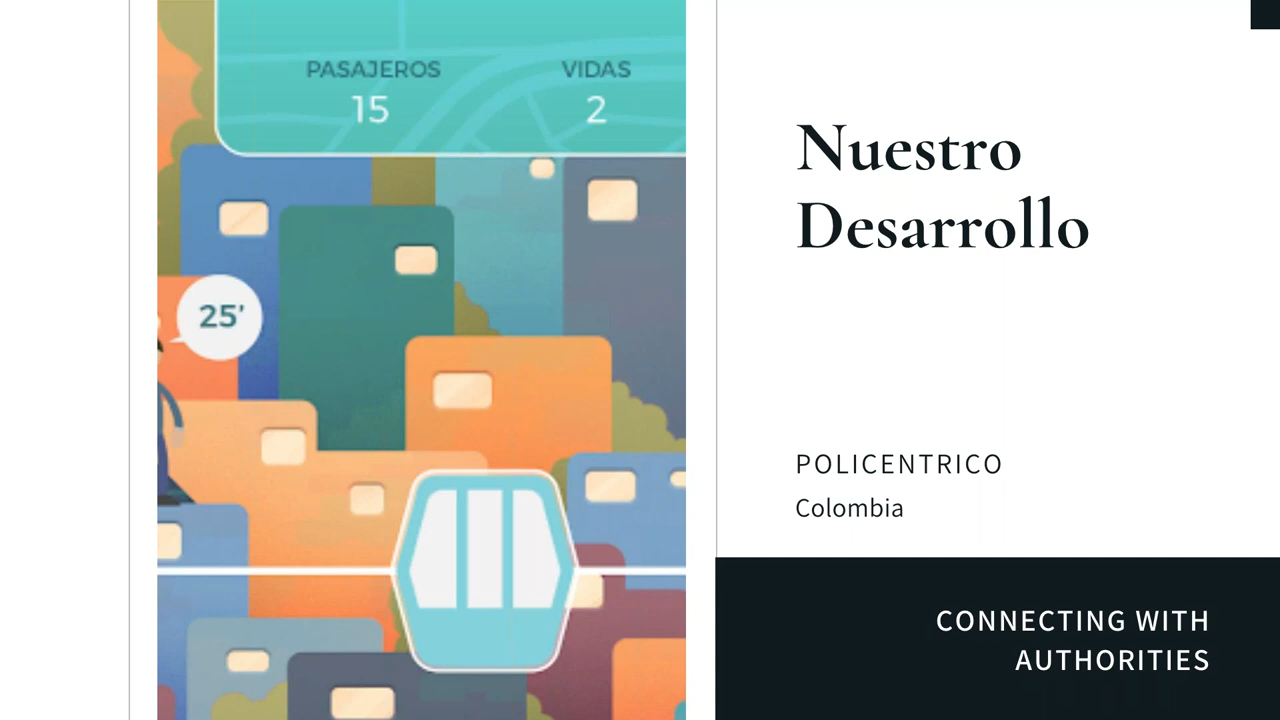 PASAJEROS
15
VIDAS
2
25’
Nuestro
Desarrollo
POLICENTRICO
Colombia
CONNECTING WITH
AUTHORITIES